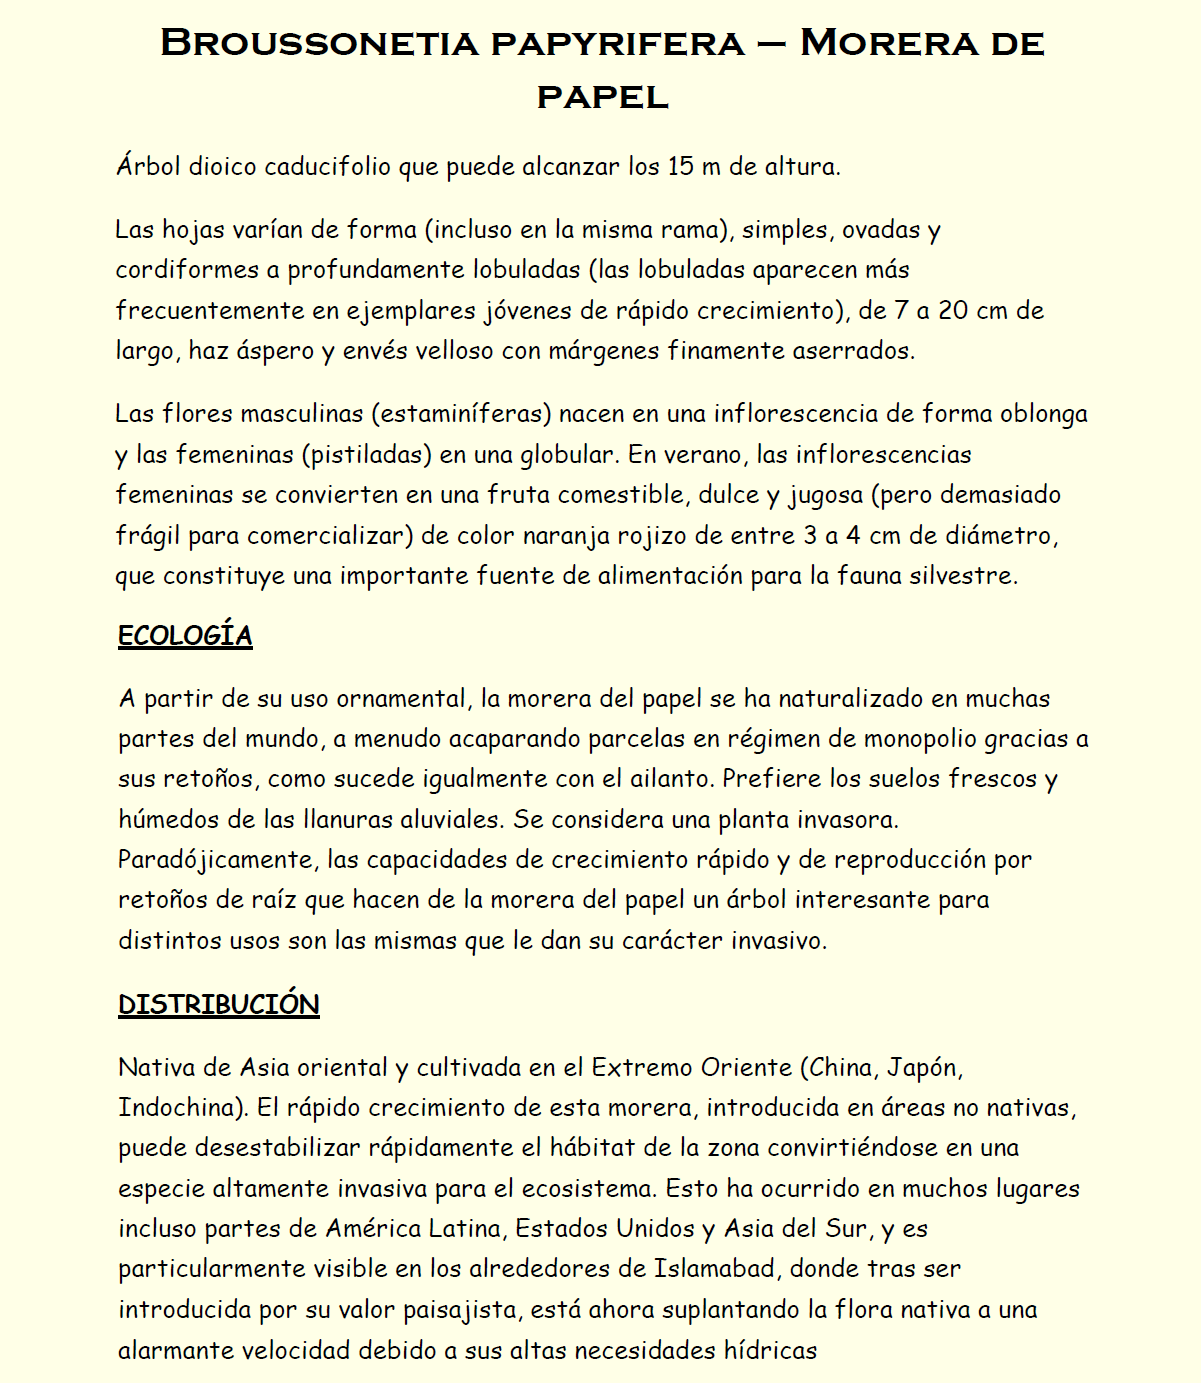 BROUSSONETIA PAPYRIFERA – MORERA DE
PAPEL
Árbol dioico caducifolio que puede alcanzar los 15 m de altura.
Las hojas varían de forma (incluso en la misma rama), simples, ovadas y
cordiformes a profundamente lobuladas (las lobuladas aparecen más
frecuentemente en ejemplares jóvenes de rápido crecimiento), de 7 a 20 cm de
largo, haz áspero y envés velloso con márgenes finamente aserrados.
Las flores masculinas (estaminíferas) nacen en una inflorescencia de forma oblonga
y las femeninas (pistiladas) en una globular. En verano, las inflorescencias
femeninas se convierten en una fruta comestible, dulce y jugosa (pero demasiado
frágil para comercializar) de color naranja rojizo de entre 3 a 4 cm de diámetro,
que constituye una importante fuente de alimentación para la fauna silvestre.
ECOLOGÍA
A partir de su uso ornamental, la morera del papel se ha naturalizado en muchas
partes del mundo, a menudo acaparando parcelas en régimen de monopolio gracias a
sus retoños, como sucede igualmente con el ailanto. Prefiere los suelos frescos y
húmedos de las llanuras aluviales. Se considera una planta invasora.
Paradójicamente, las capacidades de crecimiento rápido y de reproducción por
retoños de raíz que hacen de la morera del papel un árbol interesante para
distintos usos son las mismas que le dan su carácter invasivo.
DISTRIBUCIÓN
Nativa de Asia oriental y cultivada en el Extremo Oriente (China, Japón,
Indochina). El rápido crecimiento de esta morera, introducida en áreas no nativas,
puede desestabilizar rápidamente el hábitat de la zona convirtiéndose en una
especie altamente invasiva para el ecosistema. Esto ha ocurrido en muchos lugares
incluso partes de América Latina, Estados Unidos y Asia del Sur, y es
particularmente visible en los alrededores de Islamabad, donde tras ser
introducida por su valor paisajista, está ahora suplantando la flora nativa a una
alarmante velocidad debido a sus altas necesidades hídricas